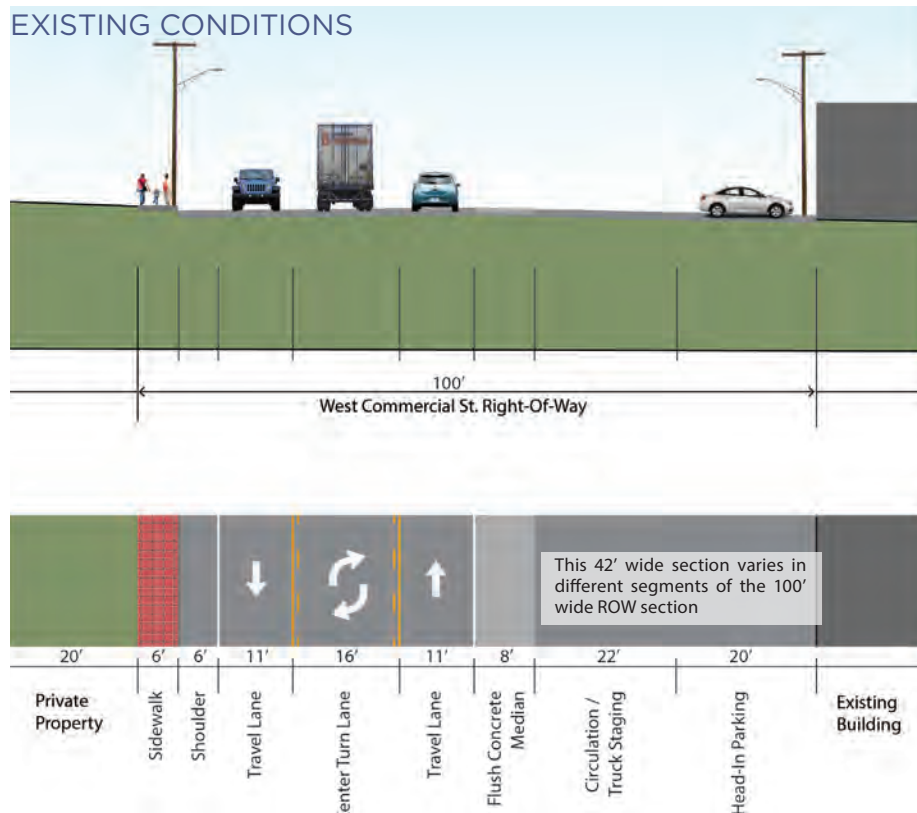 EXISTING CONDITIONS
100'
West Commercial St. Right-Of-Way
This 42' wide section varies in
different segments of the 100'
wide ROW section
20'
6'
6'
11'
16'
11'
8'
22'
20'
Private
Property
Sidewalk
Shoulder
Travel Lane
enter Turn Lane
Travel Lane
Flush Concrete
Median
Circulation /
Truck Staging
Head-In Parking
Existing
Building